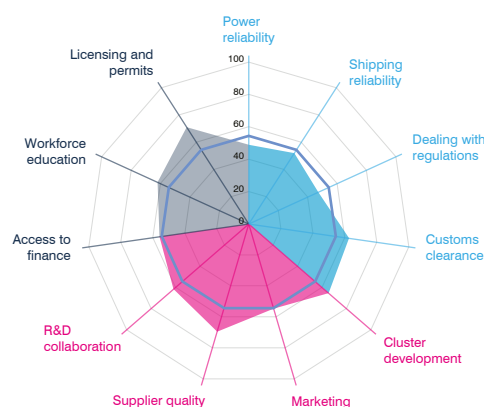 Power
reliability
Licensing and
permits
Shipping
reliability
100
80
60
40
20
0
Workforce
education
Dealing with
regulations
Access to
finance
Customs
clearance
R&D
collaboration
Cluster
development
Supplier quality
Marketing